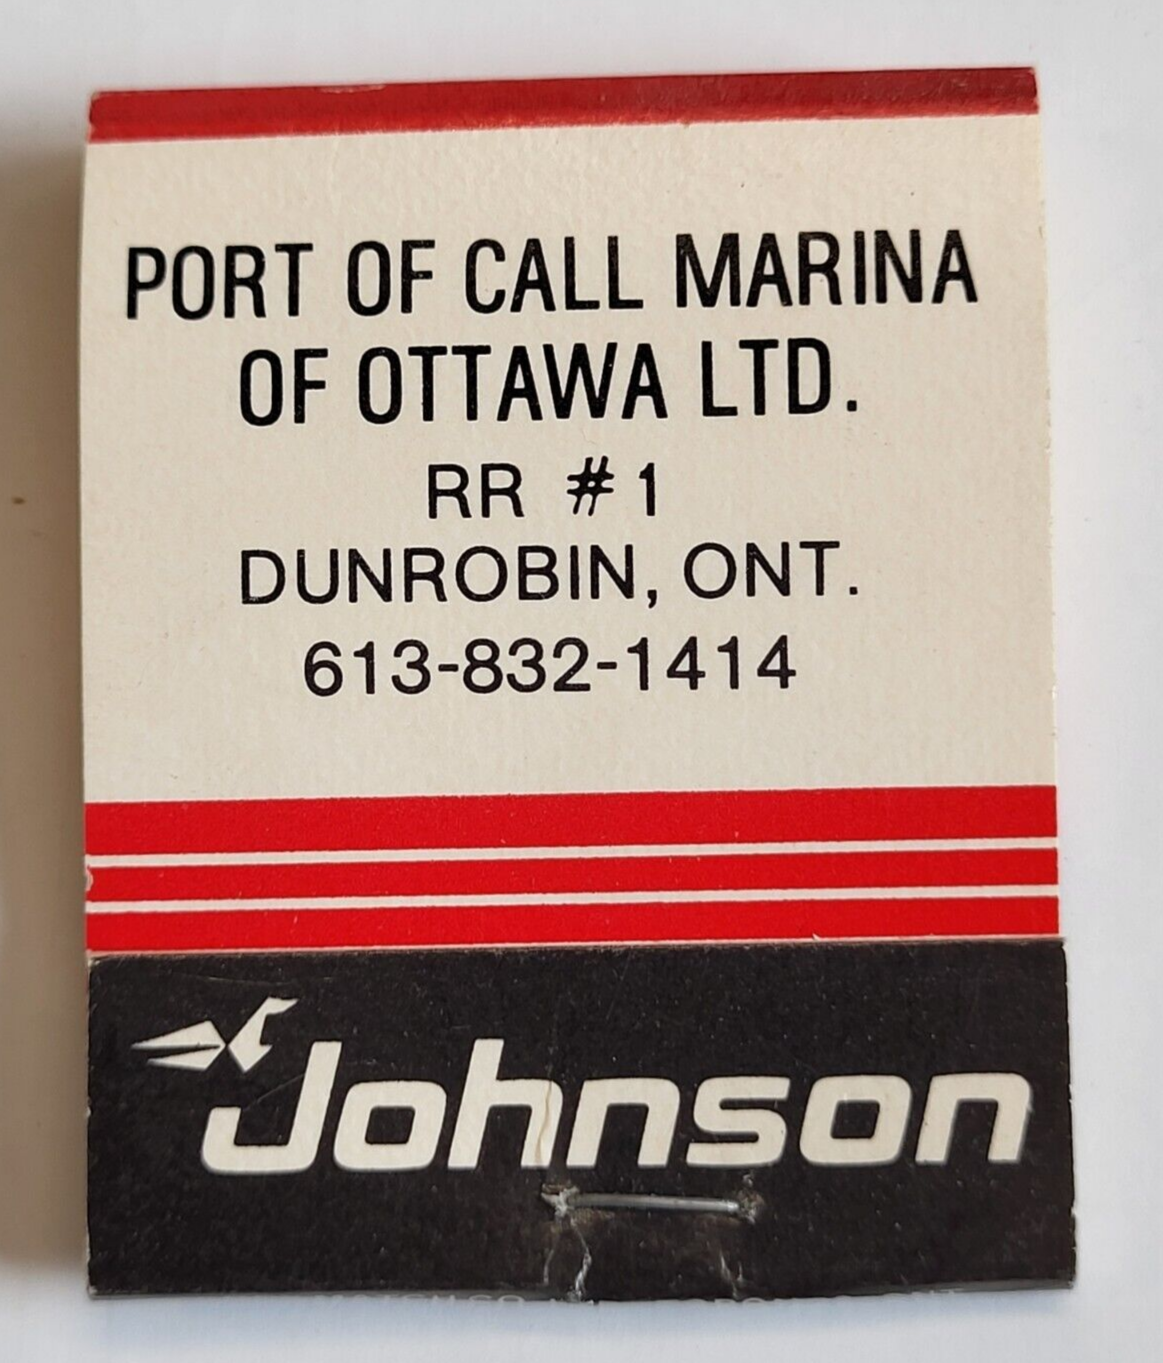 PORT OF CALL MARINA
OF OTTAWA LTD.
RR #1
DUNROBIN, ONT.
613-832-1414
Johnson